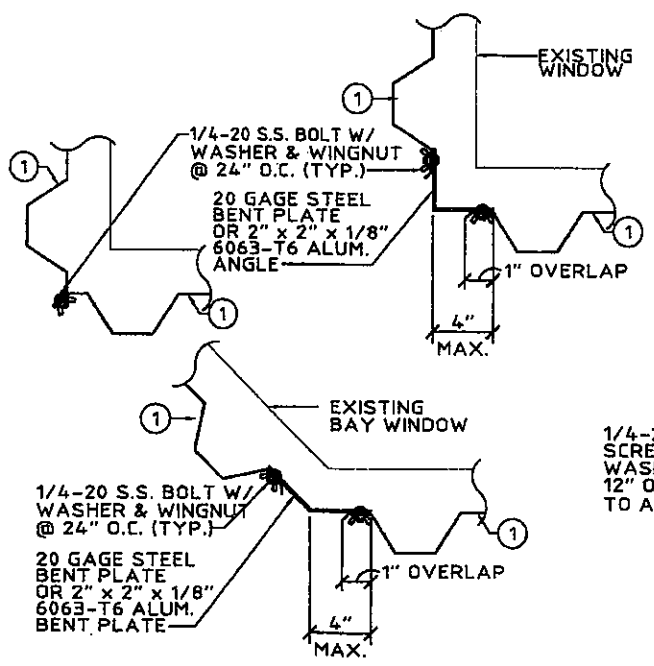 1
EXISTING
WINDOW
1
1/4-20 S.S. BOLT W/
WASHER & WINGNUT
@ 24" O.C. (TYP.)
20 GAGE STEEL
BENT PLATE
OR 2" x 2" x 1/8"
6063-T6 ALUM.
ANGLE
1
1" OVERLAP
1
4"
MAX.
1
EXISTING
BAY WINDOW
1/4-20 S.S. BOLT W/
WASHER & WINGNUT
@ 24" O.C. (TYP.)
1
20 GAGE STEEL
BENT PLATE
OR 2" x 2" x 1/8"
6063-T6 ALUM.
BENT PLATE
1" OVERLAP
4"
MAX.
1/4-2
SCRE
WAS
12" O
TO A